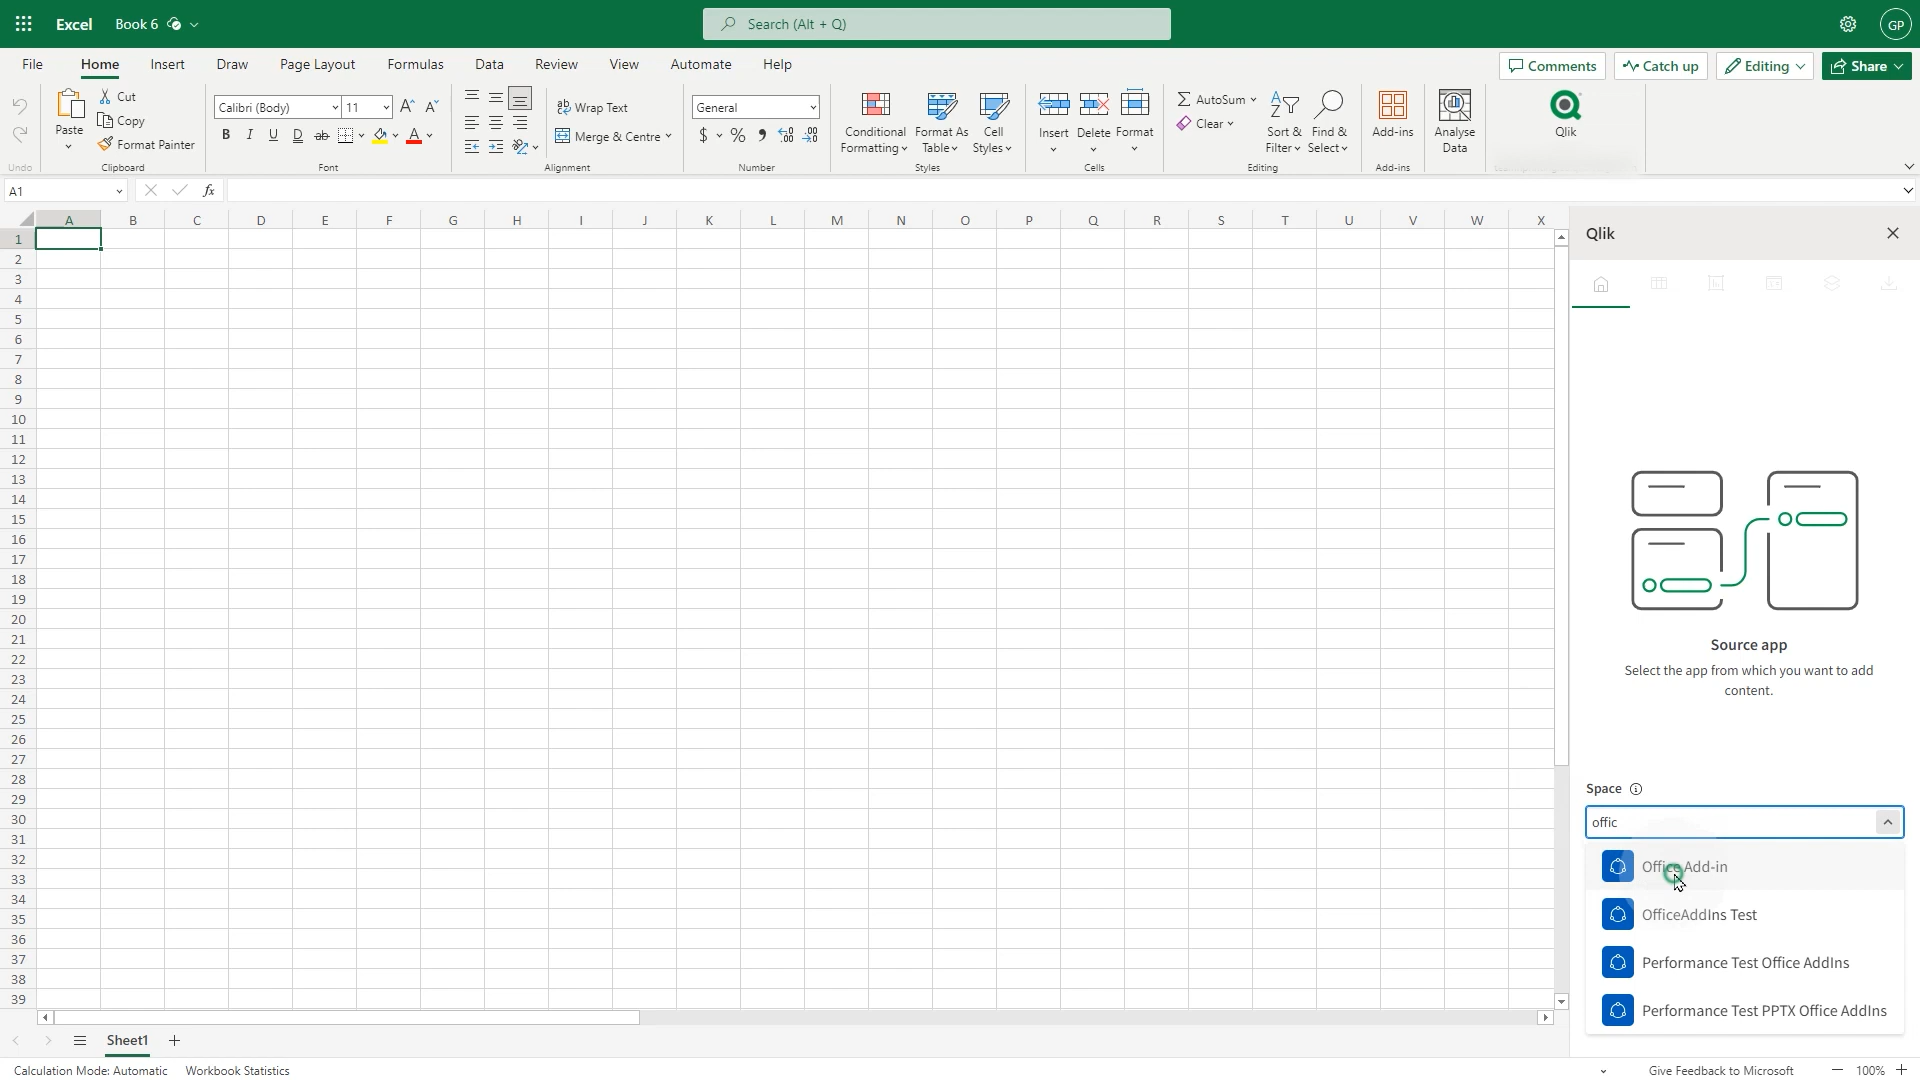 Excel Book 6 Search (Alt + Q) GP
File Home Insert Draw Page Layout Formulas Data Review View Automate Help Comments Catch up Editing Share
Cut
Copy
Format Painter
Paste
Calibri (Body) 11
B I U D ab A
Wrap Text
Merge & Centre
General
$ % ,
Conditional Formatting
Format As Table
Cell Styles
Insert Delete Format
AutoSum
Clear
Sort & Filter
Find & Select
Add-ins
Analyse Data
Qlik
Undo Clipboard Font Alignment Number Styles Cells Editing Add-ins
A1 fx
A B C D E F G H I J K L M N O P Q R S T U V W X
1
2
3
4
5
6
7
8
9
10
11
12
13
14
15
16
17
18
19
20
21
22
23
24
25
26
27
28
29
30
31
32
33
34
35
36
37
38
39
Qlik
Source app
Select the app from which you want to add
content.
Space
offic
Office Add-in
OfficeAddIns Test
Performance Test Office AddIns
Performance Test PPTX Office AddIns
Sheet1
Calculation Mode: Automatic Workbook Statistics Give Feedback to Microsoft 100%